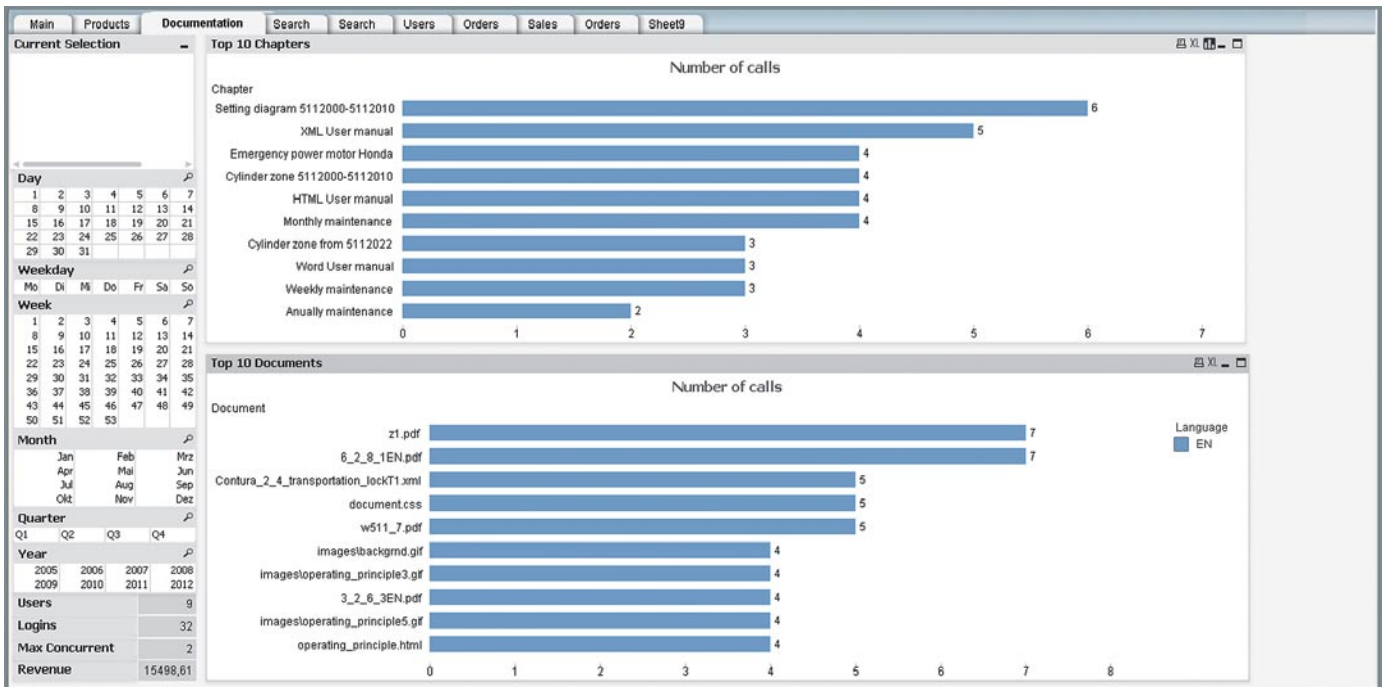 Main Products Documentation Search Search Users Orders Sales Orders Sheet9
Current Selection
Day
1 2 3 4 5 6 7
8 9 10 11 12 13 14
15 16 17 18 19 20 21
22 23 24 25 26 27 28
29 30 31
Weekday
Mo Di Mi Do Fr Sa So
Week
1 2 3 4 5 6 7
8 9 10 11 12 13 14
15 16 17 18 19 20 21
22 23 24 25 26 27 28
29 30 31 32 33 34 35
36 37 38 39 40 41 42
43 44 45 46 47 48 49
50 51 52 53
Month
Jan Feb Mrz
Apr Mai Jun
Jul Aug Sep
Okt Nov Dez
Quarter
Q1 Q2 Q3 Q4
Year
2005 2006 2007 2008
2009 2010 2011 2012
Users 9
Logins 32
Max Concurrent 2
Revenue 15498,61
Top 10 Chapters XL
Number of calls
Chapter
Setting diagram 5112000-5112010 6
XML User manual 5
Emergency power motor Honda 4
Cylinder zone 5112000-5112010 4
HTML User manual 4
Monthly maintenance 4
Cylinder zone from 5112022 3
Word User manual 3
Weekly maintenance 3
Anually maintenance 2
0 1 2 3 4 5 6 7
Top 10 Documents XL
Number of calls
Document
z1.pdf 7
6_2_8_1EN.pdf 7
Contura_2_4_transportation_lockT1.xml 5
document.css 5
w511_7.pdf 5
images\backgrnd.gif 4
images\operating_principle3.gif 4
3_2_6_3EN.pdf 4
images\operating_principle5.gif 4
operating_principle.html 4
0 1 2 3 4 5 6 7 8
Language
EN